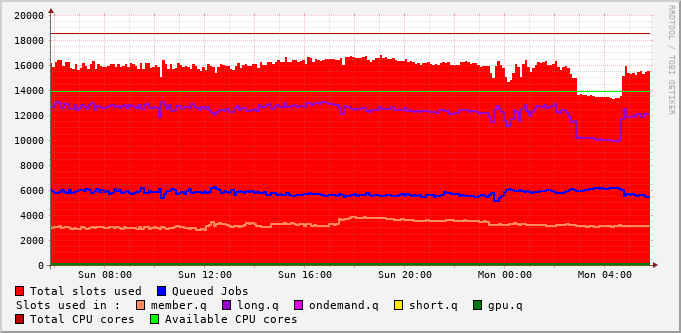 20000
18000
16000
14000
12000
10000
8000
6000
4000
2000
0
Sun 08:00 Sun 12:00 Sun 16:00 Sun 20:00 Mon 00:00 Mon 04:00
Total slots used Queued Jobs
Slots used in : member.q long.q ondemand.q short.q gpu.q
Total CPU cores Available CPU cores
RRDTOOL / TOBI OETIKER